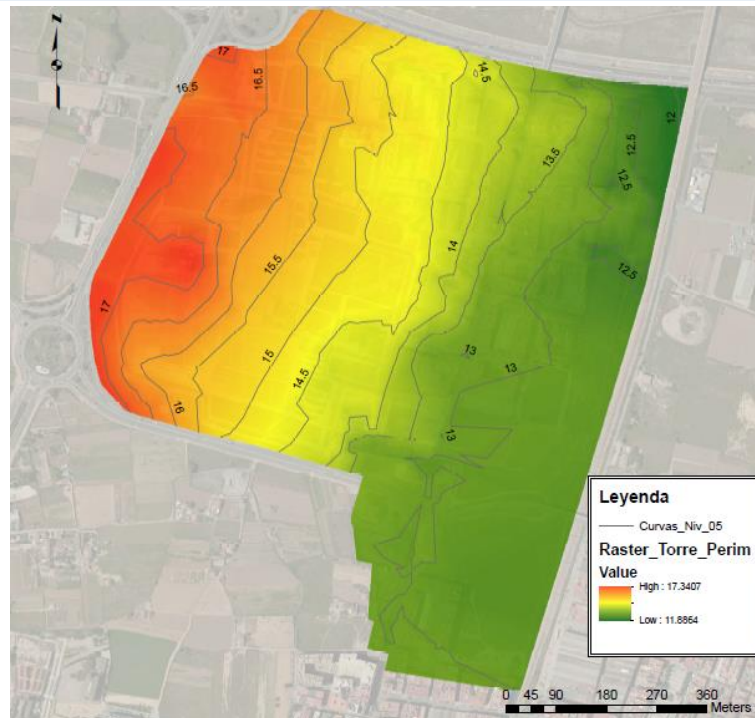 N
17
16.5
16.5
14.5
12
12.5
13.5
12.5
14
15.5
12.5
17
13
15
13
14.5
16
13
Leyenda
Curvas_Niv_05
Raster_Torre_Perim
Value
High : 17.3407
Low : 11.8864
0 45 90 180 270 360
Meters